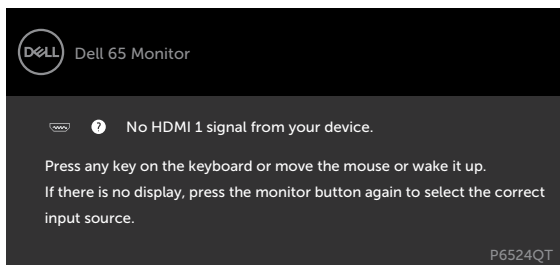 DELL
Dell 65 Monitor
? No HDMI 1 signal from your device.
Press any key on the keyboard or move the mouse or wake it up.
If there is no display, press the monitor button again to select the correct
input source.
P6524QT